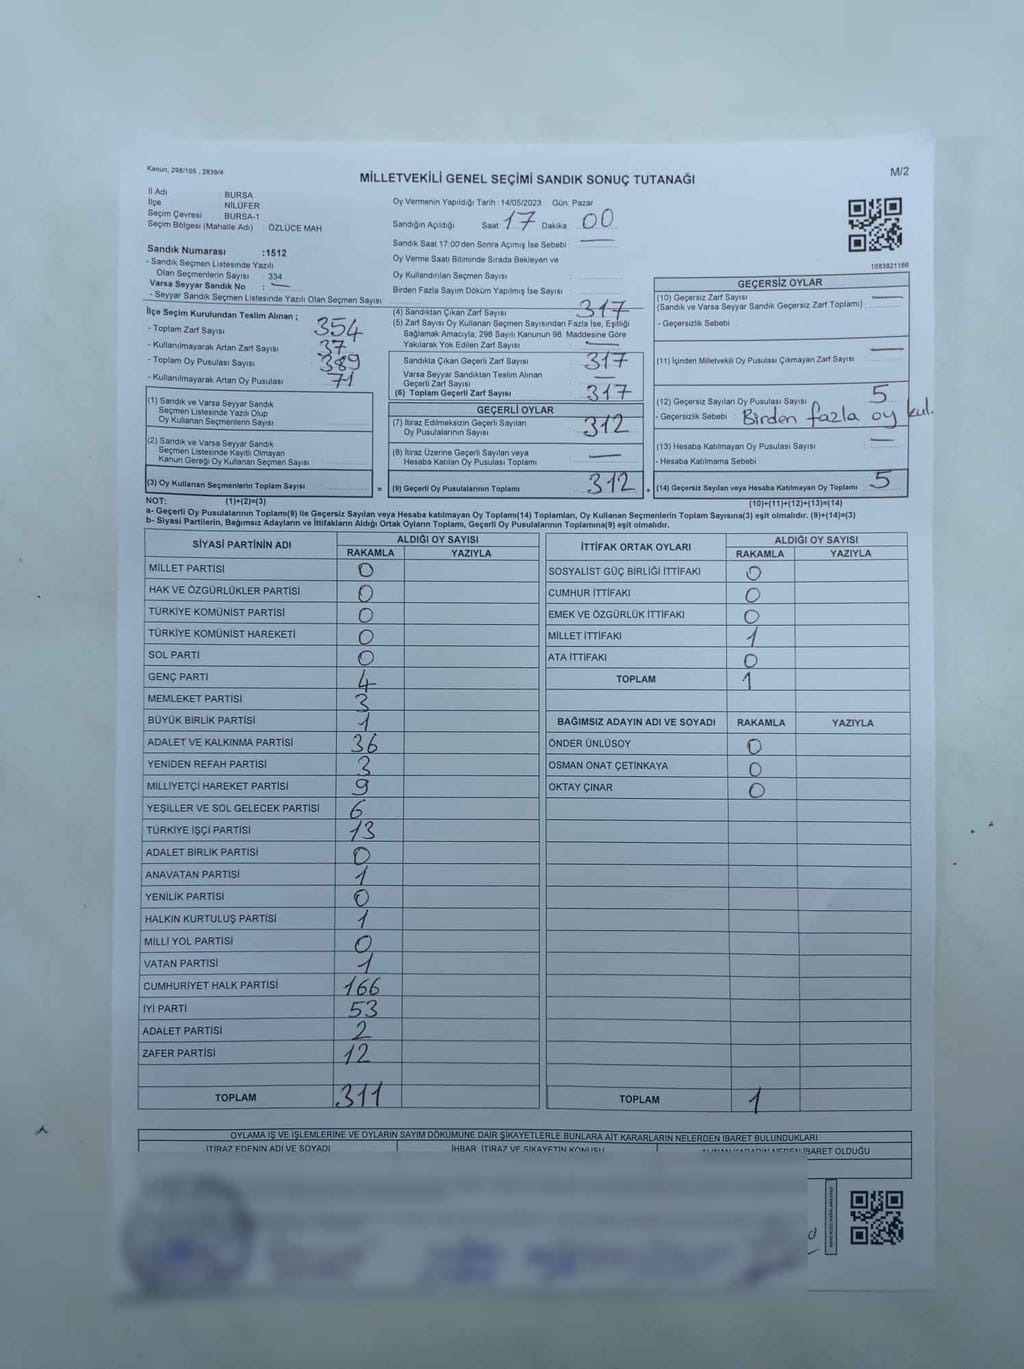 Kanun; 298/105 , 2839/4
M/2
MİLLETVEKİLİ GENEL SEÇİMİ SANDIK SONUÇ TUTANAĞI
İl Adı : BURSA
İlçe : NİLÜFER
Seçim Çevresi : BURSA-1
Seçim Bölgesi (Mahalle Adı) : ÖZLÜCE MAH
Sandık Numarası :1512
- Sandık Seçmen Listesinde Yazılı
Olan Seçmenlerin Sayısı : 334
Varsa Seyyar Sandık No : —
- Seyyar Sandık Seçmen Listesinde Yazılı Olan Seçmen Sayısı :
Oy Vermenin Yapıldığı Tarih :14/05/2023 Gün: Pazar
Sandığın Açıldığı Saat: 17 Dakika : 00
Sandık Saat 17:00'den Sonra Açımış İse Sebebi : —
Oy Verme Saati Bitiminde Sırada Bekleyen ve
Oy Kullandırılan Seçmen Sayısı :
Birden Fazla Sayım Döküm Yapılmış İse Sayısı :
1083821166
İlçe Seçim Kurulundan Teslim Alınan ;
- Toplam Zarf Sayısı : 354
- Kullanılmayarak Artan Zarf Sayısı : 37
- Toplam Oy Pusulası Sayısı : 389
- Kullanılmayarak Artan Oy Pusulası : 71
(1) Sandık ve Varsa Seyyar Sandık
Seçmen Listesinde Yazılı Olup
Oy Kullanan Seçmenlerin Sayısı :
(2) Sandık ve Varsa Seyyar Sandık
Seçmen Listesinde Kayıtlı Olmayan
Kanun Gereği Oy Kullanan Seçmen Sayısı :
(3) Oy Kullanan Seçmenlerin Toplam Sayısı :
(4) Sandıktan Çıkan Zarf Sayısı : 317
(5) Zarf Sayısı Oy Kullanan Seçmen Sayısından Fazla İse, Eşitliği
Sağlamak Amacıyla, 298 Sayılı Kanunun 98. Maddesine Göre
Yakılarak Yok Edilen Zarf Sayısı : —
Sandıkta Çıkan Geçerli Zarf Sayısı : 317
Varsa Seyyar Sandıktan Teslim Alınan
Geçerli Zarf Sayısı : —
(6) Toplam Geçerli Zarf Sayısı : 317
GEÇERLİ OYLAR
(7) İtiraz Edilmeksizin Geçerli Sayılan
Oy Pusulalarının Sayısı : 312
(8) İtiraz Üzerine Geçerli Sayılan veya
Hesaba Katılan Oy Pusulası Toplamı : —
= (9) Geçerli Oy Pusulalarının Toplamı : 312
GEÇERSİZ OYLAR
(10) Geçersiz Zarf Sayısı
(Sandık ve Varsa Seyyar Sandık Geçersiz Zarf Toplamı) : —
- Geçersizlik Sebebi :
(11) İçinden Milletvekili Oy Pusulası Çıkmayan Zarf Sayısı : —
(12) Geçersiz Sayılan Oy Pusulası Sayısı : 5
- Geçersizlik Sebebi : Birden fazla oy kul.
(13) Hesaba Katılmayan Oy Pusulası Sayısı : —
- Hesaba Katılmama Sebebi :
+ (14) Geçersiz Sayılan veya Hesaba Katılmayan Oy Toplamı : 5
NOT: (1)+(2)=(3) (10)+(11)+(12)+(13)=(14)
a- Geçerli Oy Pusulalarının Toplamı(9) ile Geçersiz Sayılan veya Hesaba katılmayan Oy Toplamı(14) Toplamları, Oy Kullanan Seçmenlerin Toplam Sayısına(3) eşit olmalıdır. (9)+(14)=(3)
b- Siyasi Partilerin, Bağımsız Adayların ve İttifakların Aldığı Ortak Oyların Toplamı, Geçerli Oy Pusulalarının Toplamına(9) eşit olmalıdır.
SİYASİ PARTİNİN ADI ALDIĞI OY SAYISI
RAKAMLA YAZIYLA
MİLLET PARTİSİ 0
HAK VE ÖZGÜRLÜKLER PARTİSİ 0
TÜRKİYE KOMÜNİST PARTİSİ 0
TÜRKİYE KOMÜNİST HAREKETİ 0
SOL PARTİ 0
GENÇ PARTİ 4
MEMLEKET PARTİSİ 3
BÜYÜK BİRLİK PARTİSİ 1
ADALET VE KALKINMA PARTİSİ 36
YENİDEN REFAH PARTİSİ 3
MİLLİYETÇİ HAREKET PARTİSİ 9
YEŞİLLER VE SOL GELECEK PARTİSİ 6
TÜRKİYE İŞÇİ PARTİSİ 13
ADALET BİRLİK PARTİSİ 0
ANAVATAN PARTİSİ 1
YENİLİK PARTİSİ 0
HALKIN KURTULUŞ PARTİSİ 1
MİLLİ YOL PARTİSİ 0
VATAN PARTİSİ 1
CUMHURİYET HALK PARTİSİ 166
İYİ PARTİ 53
ADALET PARTİSİ 2
ZAFER PARTİSİ 12
TOPLAM 311
İTTİFAK ORTAK OYLARI ALDIĞI OY SAYISI
RAKAMLA YAZIYLA
SOSYALİST GÜÇ BİRLİĞİ İTTİFAKI 0
CUMHUR İTTİFAKI 0
EMEK VE ÖZGÜRLÜK İTTİFAKI 0
MİLLET İTTİFAKI 1
ATA İTTİFAKI 0
TOPLAM 1
BAĞIMSIZ ADAYIN ADI VE SOYADI RAKAMLA YAZIYLA
ÖNDER ÜNLÜSOY 0
OSMAN ONAT ÇETİNKAYA 0
OKTAY ÇINAR 0
TOPLAM 1
OYLAMA İŞ VE İŞLEMLERİNE VE OYLARIN SAYIM DÖKÜMÜNE DAİR ŞİKAYETLERLE BUNLARA AİT KARARLARIN NELERDEN İBARET BULUNDUKLARI
İTİRAZ EDENİN ADI VE SOYADI İHBAR İTİRAZ VE ŞİKAYETİN KONUSU İBARET OLDUĞU